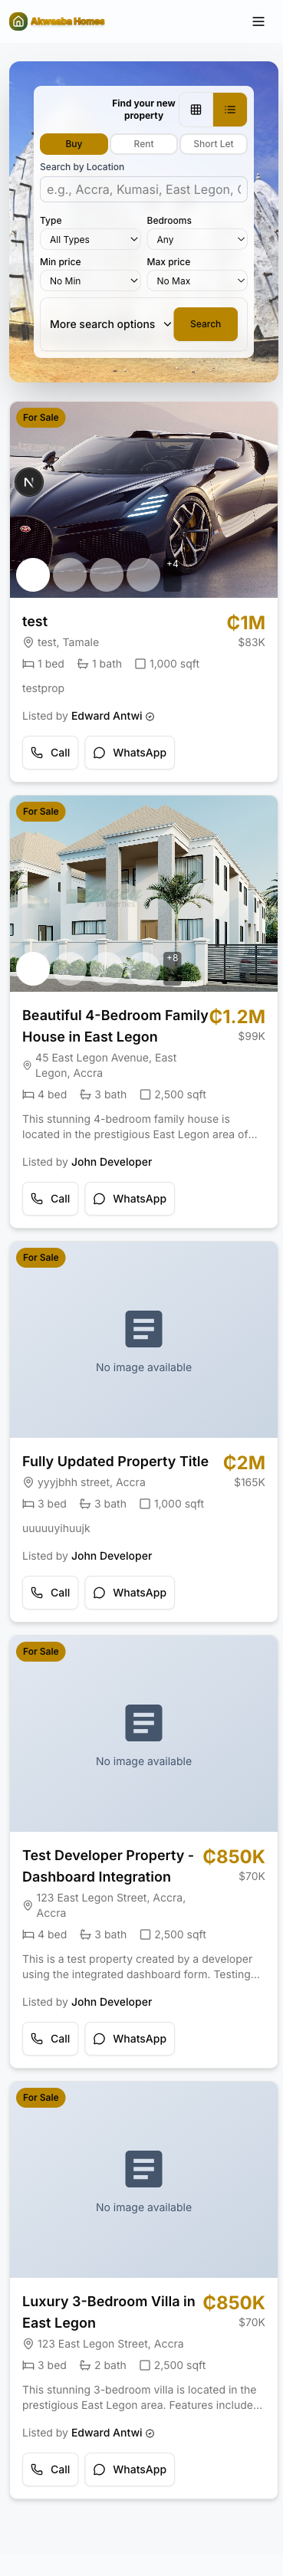 Akwaaba Homes
Find your new
property
Buy
Rent
Short Let
Search by Location
e.g., Accra, Kumasi, East Legon, C
Type
Bedrooms
All Types
Any
Min price
Max price
No Min
No Max
More search options
Search
For Sale
N
+4
test
₵1M
test, Tamale
$83K
1 bed
1 bath
1,000 sqft
testprop
Listed by Edward Antwi
Call
WhatsApp
For Sale
+8
Beautiful 4-Bedroom Family
House in East Legon
₵1.2M
$99K
45 East Legon Avenue, East
Legon, Accra
4 bed
3 bath
2,500 sqft
This stunning 4-bedroom family house is
located in the prestigious East Legon area of...
Listed by John Developer
Call
WhatsApp
For Sale
No image available
Fully Updated Property Title
₵2M
yyyjbhh street, Accra
$165K
3 bed
3 bath
1,000 sqft
uuuuuyihuujk
Listed by John Developer
Call
WhatsApp
For Sale
No image available
Test Developer Property -
Dashboard Integration
₵850K
$70K
123 East Legon Street, Accra,
Accra
4 bed
3 bath
2,500 sqft
This is a test property created by a developer
using the integrated dashboard form. Testing...
Listed by John Developer
Call
WhatsApp
For Sale
No image available
Luxury 3-Bedroom Villa in
East Legon
₵850K
$70K
123 East Legon Street, Accra
3 bed
2 bath
2,500 sqft
This stunning 3-bedroom villa is located in the
prestigious East Legon area. Features include...
Listed by Edward Antwi
Call
WhatsApp